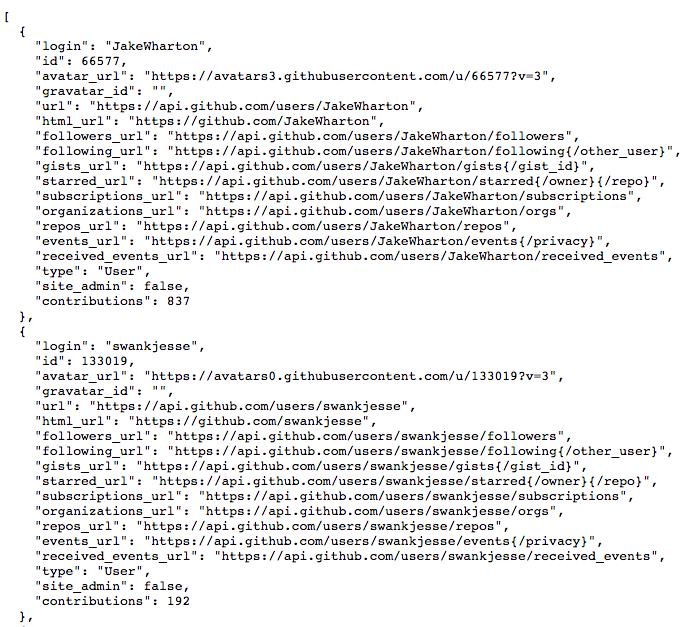 [
  {
    "login": "JakeWharton",
    "id": 66577,
    "avatar_url": "https://avatars3.githubusercontent.com/u/66577?v=3",
    "gravatar_id": "",
    "url": "https://api.github.com/users/JakeWharton",
    "html_url": "https://github.com/JakeWharton",
    "followers_url": "https://api.github.com/users/JakeWharton/followers",
    "following_url": "https://api.github.com/users/JakeWharton/following{/other_user}",
    "gists_url": "https://api.github.com/users/JakeWharton/gists{/gist_id}",
    "starred_url": "https://api.github.com/users/JakeWharton/starred{/owner}{/repo}",
    "subscriptions_url": "https://api.github.com/users/JakeWharton/subscriptions",
    "organizations_url": "https://api.github.com/users/JakeWharton/orgs",
    "repos_url": "https://api.github.com/users/JakeWharton/repos",
    "events_url": "https://api.github.com/users/JakeWharton/events{/privacy}",
    "received_events_url": "https://api.github.com/users/JakeWharton/received_events",
    "type": "User",
    "site_admin": false,
    "contributions": 837
  },
  {
    "login": "swankjesse",
    "id": 133019,
    "avatar_url": "https://avatars0.githubusercontent.com/u/133019?v=3",
    "gravatar_id": "",
    "url": "https://api.github.com/users/swankjesse",
    "html_url": "https://github.com/swankjesse",
    "followers_url": "https://api.github.com/users/swankjesse/followers",
    "following_url": "https://api.github.com/users/swankjesse/following{/other_user}",
    "gists_url": "https://api.github.com/users/swankjesse/gists{/gist_id}",
    "starred_url": "https://api.github.com/users/swankjesse/starred{/owner}{/repo}",
    "subscriptions_url": "https://api.github.com/users/swankjesse/subscriptions",
    "organizations_url": "https://api.github.com/users/swankjesse/orgs",
    "repos_url": "https://api.github.com/users/swankjesse/repos",
    "events_url": "https://api.github.com/users/swankjesse/events{/privacy}",
    "received_events_url": "https://api.github.com/users/swankjesse/received_events",
    "type": "User",
    "site_admin": false,
    "contributions": 192
  },